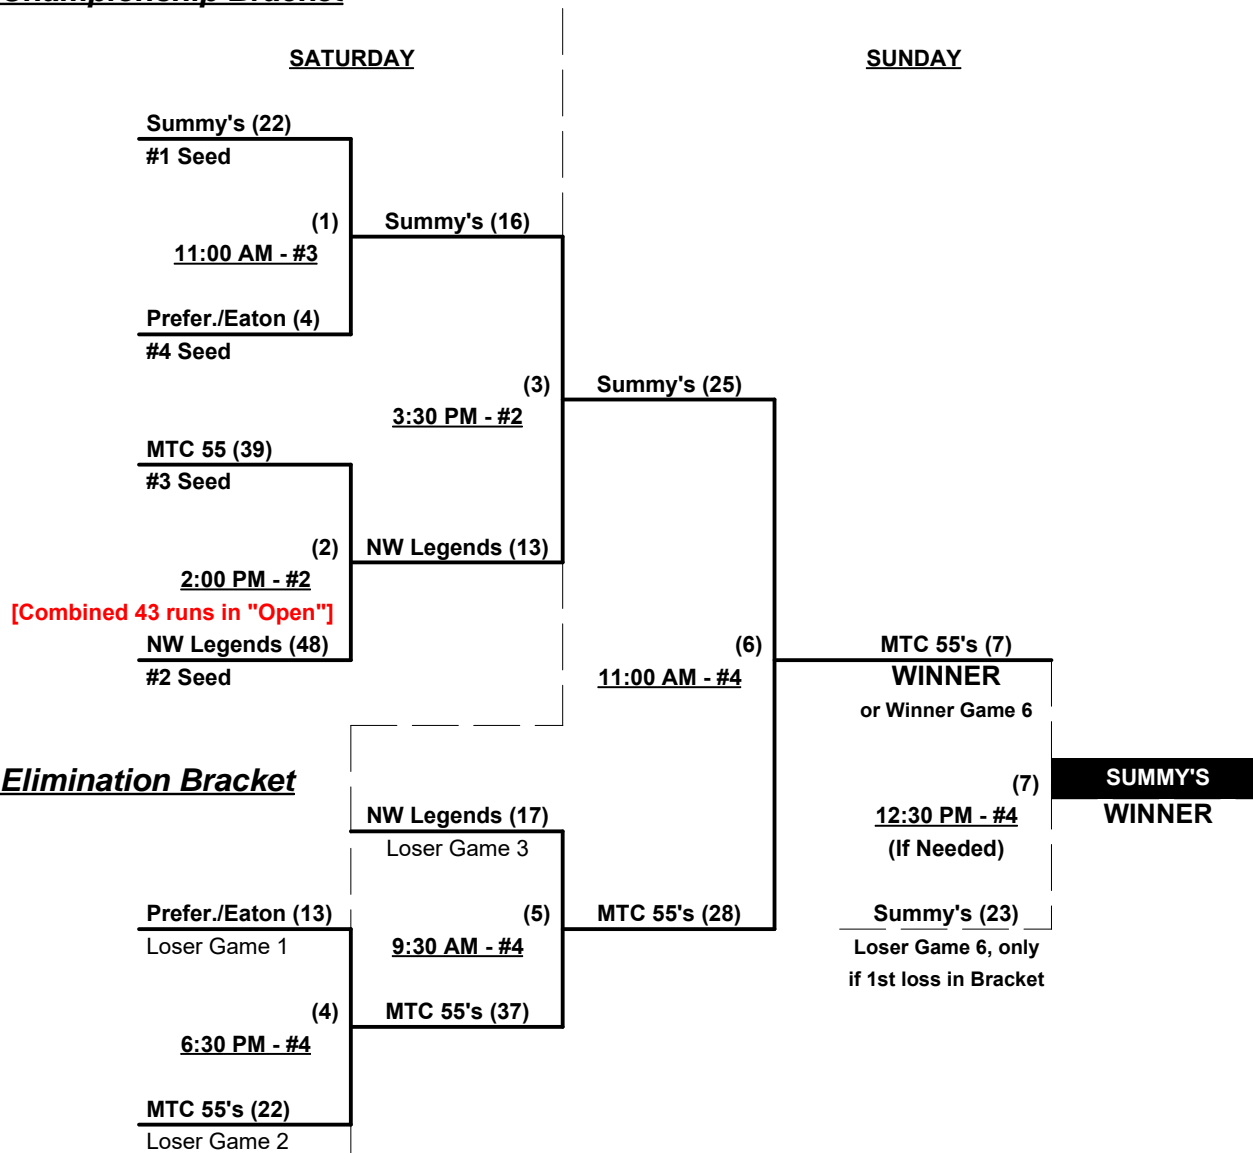 Championship Bracket
SATURDAY
SUNDAY
Summy's (22)
#1 Seed
(1)
11:00 AM - #3
Summy's (16)
Prefer./Eaton (4)
#4 Seed
(3)
3:30 PM - #2
Summy's (25)
MTC 55 (39)
#3 Seed
(2)
2:00 PM - #2
NW Legends (13)
[Combined 43 runs in "Open"]
NW Legends (48)
#2 Seed
(6)
11:00 AM - #4
MTC 55's (7)
WINNER
or Winner Game 6
Elimination Bracket
NW Legends (17)
Loser Game 3
(7)
12:30 PM - #4
(If Needed)
SUMMY'S
WINNER
Prefer./Eaton (13)
Loser Game 1
(5)
9:30 AM - #4
MTC 55's (28)
Summy's (23)
Loser Game 6, only
if 1st loss in Bracket
(4)
6:30 PM - #4
MTC 55's (37)
MTC 55's (22)
Loser Game 2